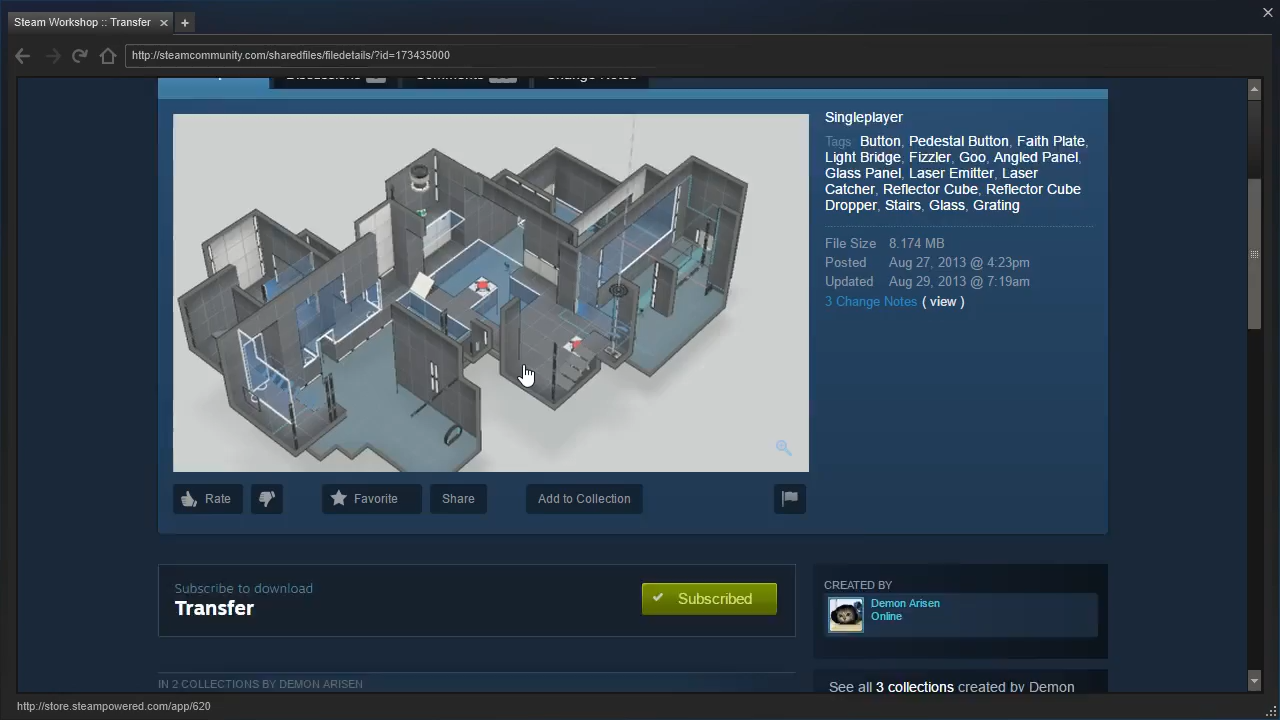 Steam Workshop :: Transfer
http://steamcommunity.com/sharedfiles/filedetails/?id=173435000
Discussions
Comments
Change Notes
Singleplayer
Tags Button, Pedestal Button, Faith Plate,
Light Bridge, Fizzler, Goo, Angled Panel,
Glass Panel, Laser Emitter, Laser
Catcher, Reflector Cube, Reflector Cube
Dropper, Stairs, Glass, Grating
File Size 8.174 MB
Posted Aug 27, 2013 @ 4:23pm
Updated Aug 29, 2013 @ 7:19am
3 Change Notes ( view )
Rate
Favorite
Share
Add to Collection
Subscribe to download
Transfer
Subscribed
CREATED BY
Demon Arisen
Online
IN 2 COLLECTIONS BY DEMON ARISEN
See all 3 collections created by Demon
http://store.steampowered.com/app/620